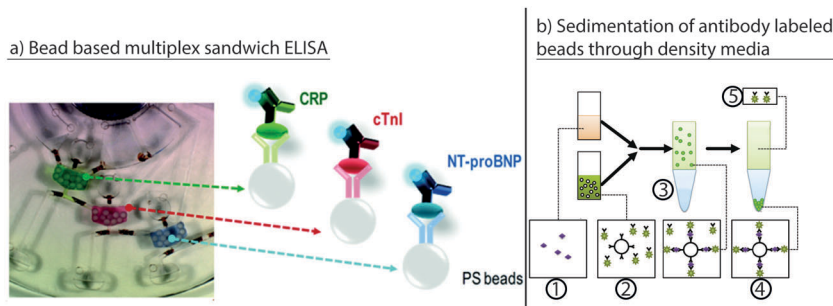 a) Bead based multiplex sandwich ELISA
CRP
cTnI
NT-proBNP
PS beads
b) Sedimentation of antibody labeled
beads through density media
5
3
1
2
4